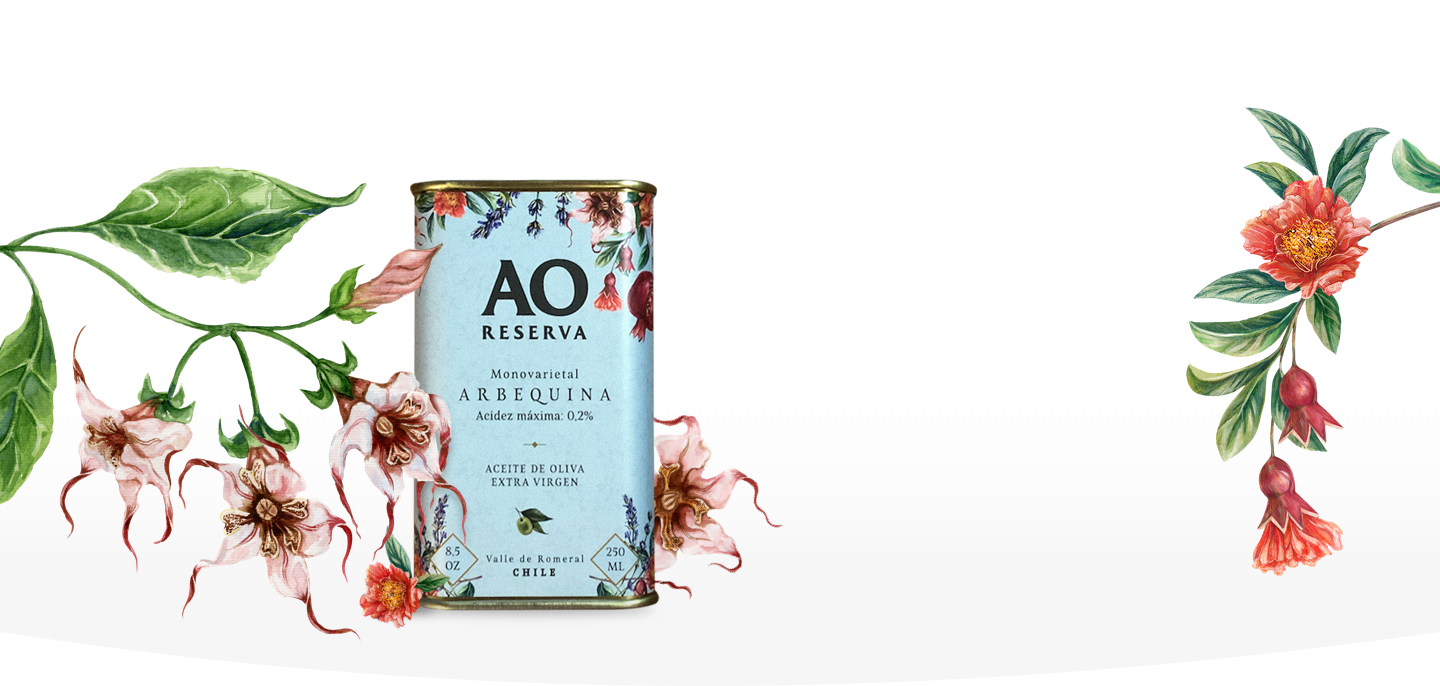 AO
RESERVA
Monovarietal
ARBEQUINA
Acidez máxima: 0,2%
ACEITE DE OLIVA
EXTRA VIRGEN
8,5
OZ
Valle de Romeral
CHILE
250
ML